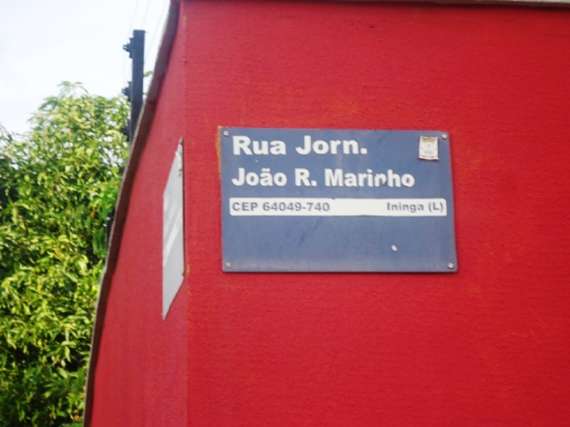 Rua Jorn.
João R. Marinho
CEP 64049-740 Ininga (L)